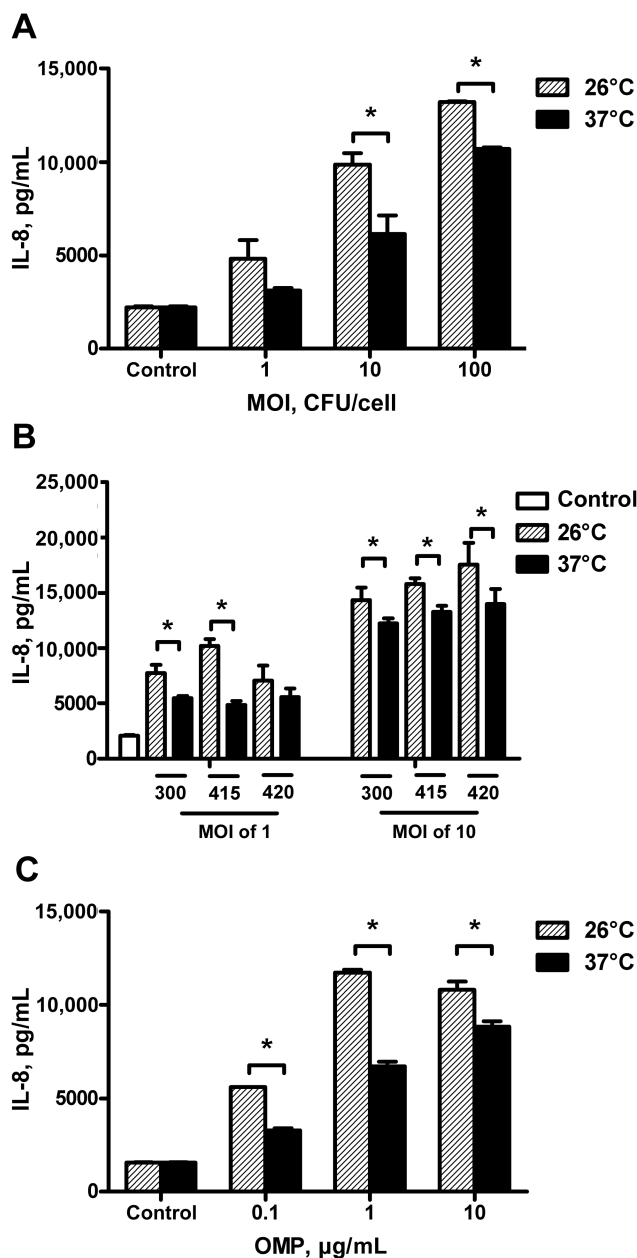 A
15,000
10,000
5000
0
IL-8, pg/mL
*
*
26°C
37°C
Control 1 10 100
MOI, CFU/cell
B
25,000
20,000
15,000
10,000
5000
0
IL-8, pg/mL
*
*
*
*
*
Control
26°C
37°C
300 415 420 300 415 420
MOI of 1 MOI of 10
C
15,000
10,000
5000
0
IL-8, pg/mL
*
*
*
26°C
37°C
Control 0.1 1 10
OMP, µg/mL